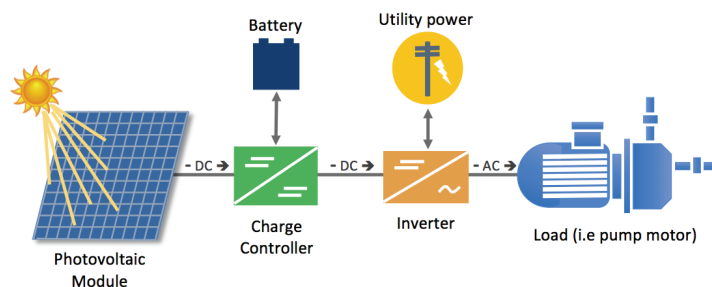 Battery
Utility power
- DC ➔
- DC ➔
- AC ➔
Charge
Controller
Inverter
Load (i.e pump motor)
Photovoltaic
Module